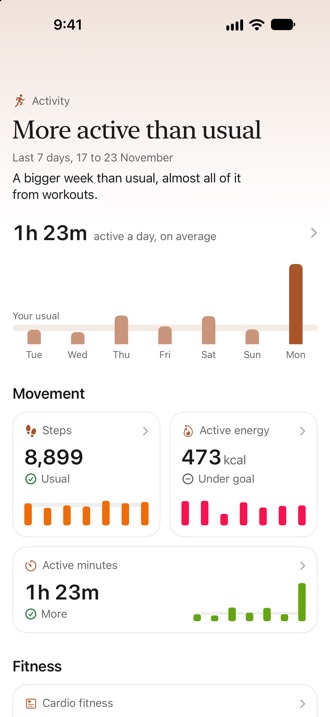 9:41
Activity
More active than usual
Last 7 days, 17 to 23 November
A bigger week than usual, almost all of it
from workouts.
1h 23m active a day, on average
Your usual
Tue Wed Thu Fri Sat Sun Mon
Movement
Steps
8,899
Usual
Active energy
473 kcal
Under goal
Active minutes
1h 23m
More
Fitness
Cardio fitness